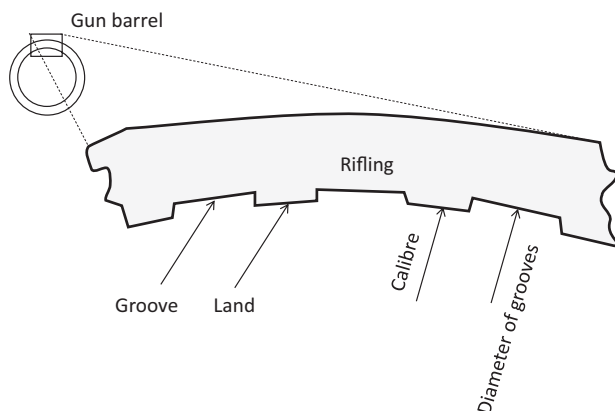 Gun barrel
Rifling
Groove
Land
Calibre
Diameter of grooves